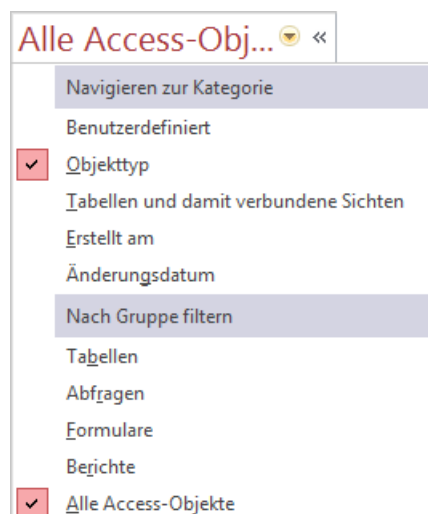 Alle Access-Obj... «
Navigieren zur Kategorie
Benutzerdefiniert
Objekttyp
Tabellen und damit verbundene Sichten
Erstellt am
Änderungsdatum
Nach Gruppe filtern
Tabellen
Abfragen
Formulare
Berichte
Alle Access-Objekte